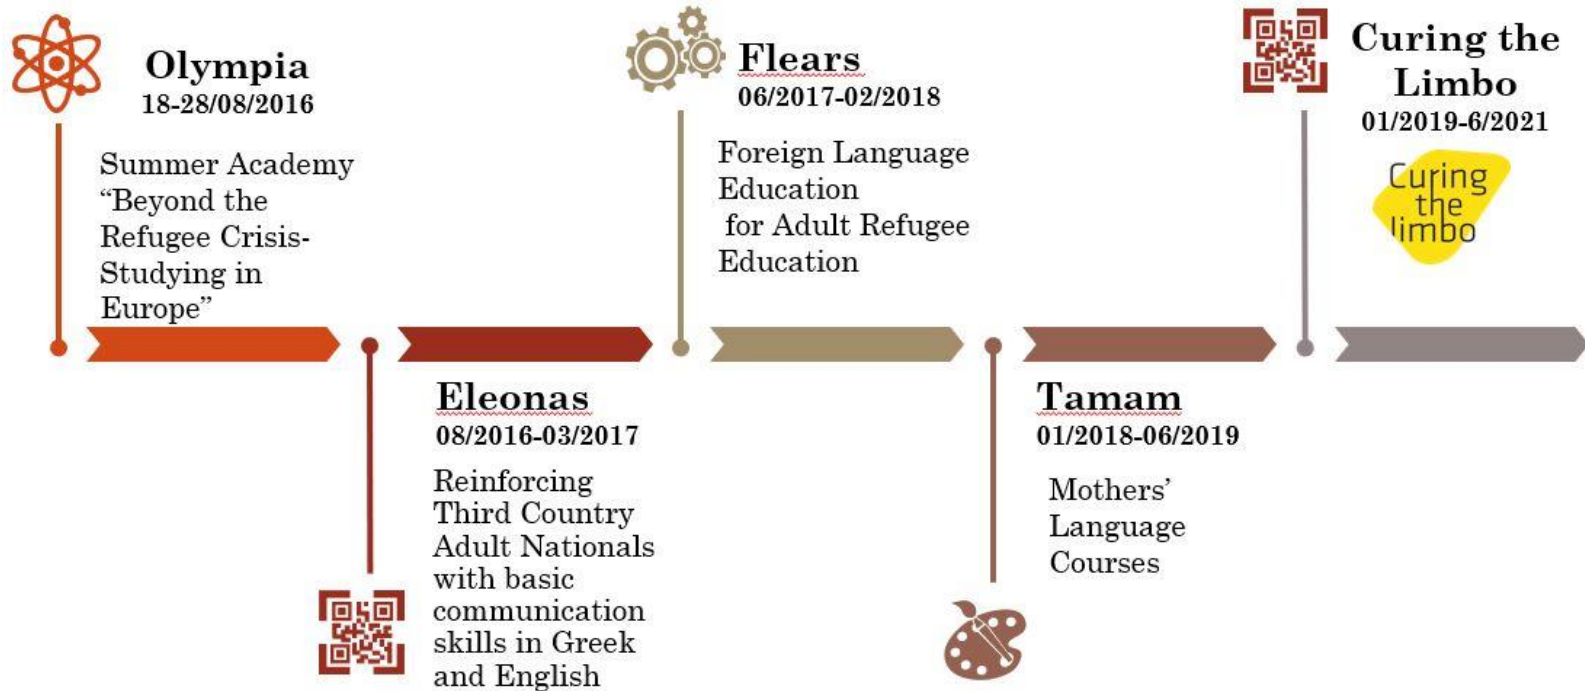 Olympia
18-28/08/2016
Summer Academy
“Beyond the
Refugee Crisis-
Studying in
Europe”
Eleonas
08/2016-03/2017
Reinforcing
Third Country
Adult Nationals
with basic
communication
skills in Greek
and English
Flears
06/2017-02/2018
Foreign Language
Education
for Adult Refugee
Education
Tamam
01/2018-06/2019
Mothers’
Language
Courses
Curing the
Limbo
01/2019-6/2021
Curing
the
limbo